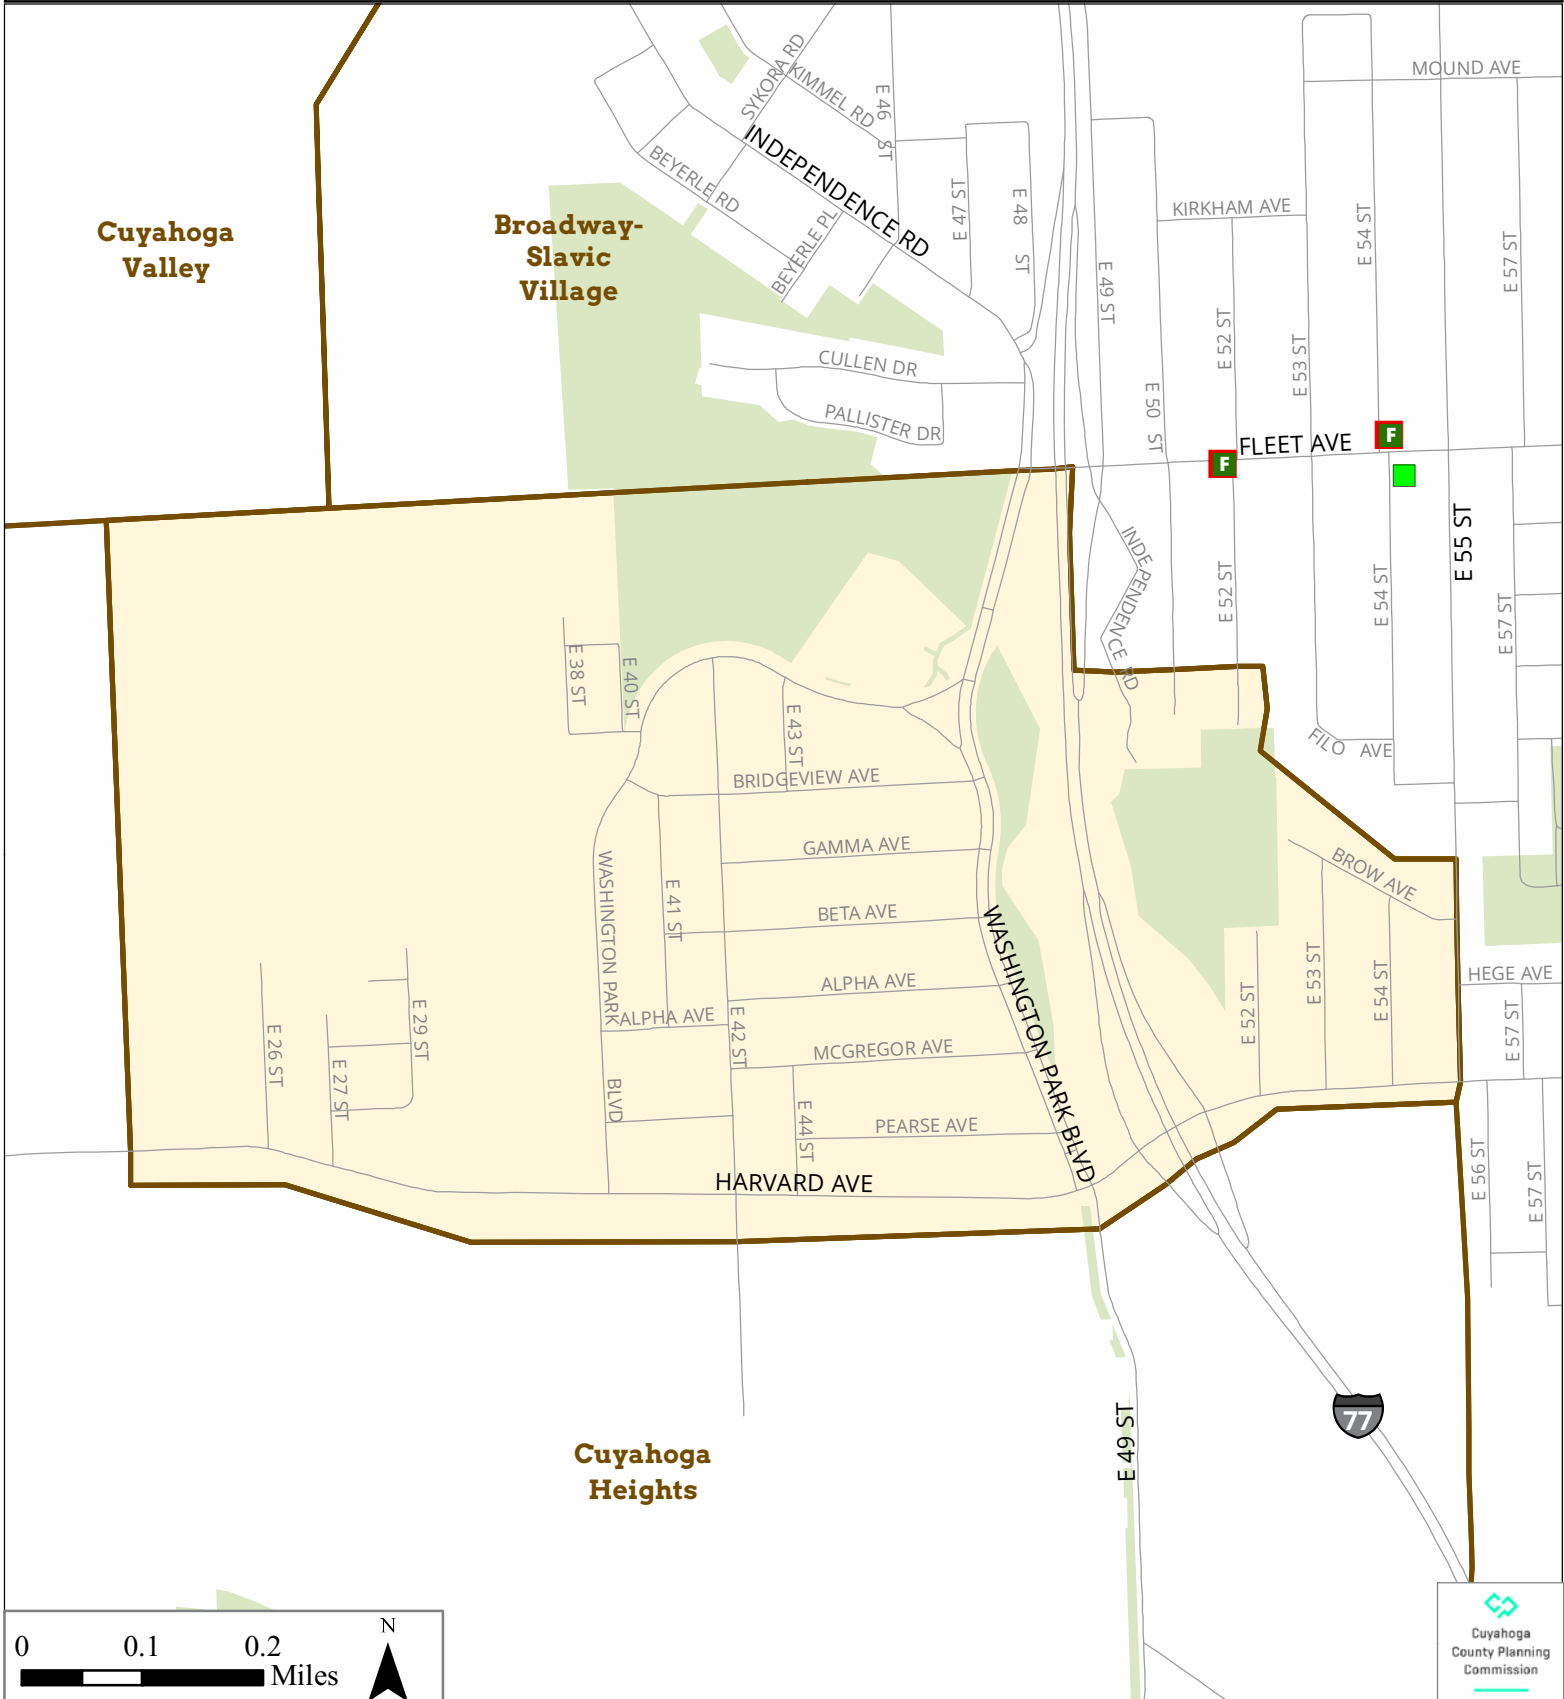 MOUND AVE
SYKORA RD
KIMMEL RD
E 46 ST
INDEPENDENCE RD
BEYERLE RD
BEYERLE PL
E 47 ST
E 48 ST
E 49 ST
KIRKHAM AVE
E 54 ST
E 57 ST
Cuyahoga
Valley
Broadway-
Slavic
Village
E 52 ST
E 53 ST
E 50 ST
CULLEN DR
PALLISTER DR
FLEET AVE
F
F
E 55 ST
INDEPENDENCE RD
E 52 ST
E 54 ST
E 57 ST
E 38 ST
E 40 ST
E 43 ST
FILO AVE
BRIDGEVIEW AVE
GAMMA AVE
BROW AVE
WASHINGTON PARK BLVD
E 41 ST
BETA AVE
WASHINGTON PARK BLVD
ALPHA AVE
ALPHA AVE
E 42 ST
E 52 ST
E 53 ST
E 54 ST
HEGE AVE
E 57 ST
E 26 ST
E 27 ST
E 29 ST
MCGREGOR AVE
E 44 ST
PEARSE AVE
HARVARD AVE
E 56 ST
E 57 ST
77
E 49 ST
Cuyahoga
Heights
0 0.1 0.2
Miles
N
Cuyahoga
County Planning
Commission